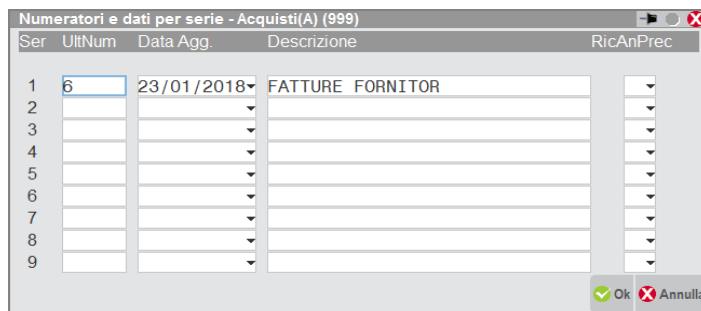 Numeratori e dati per serie - Acquisti(A) (999)
Ser UltNum Data Agg. Descrizione RicAnPrec
1 6 23/01/2018 FATTURE FORNITOR
2
3
4
5
6
7
8
9
Ok Annulla